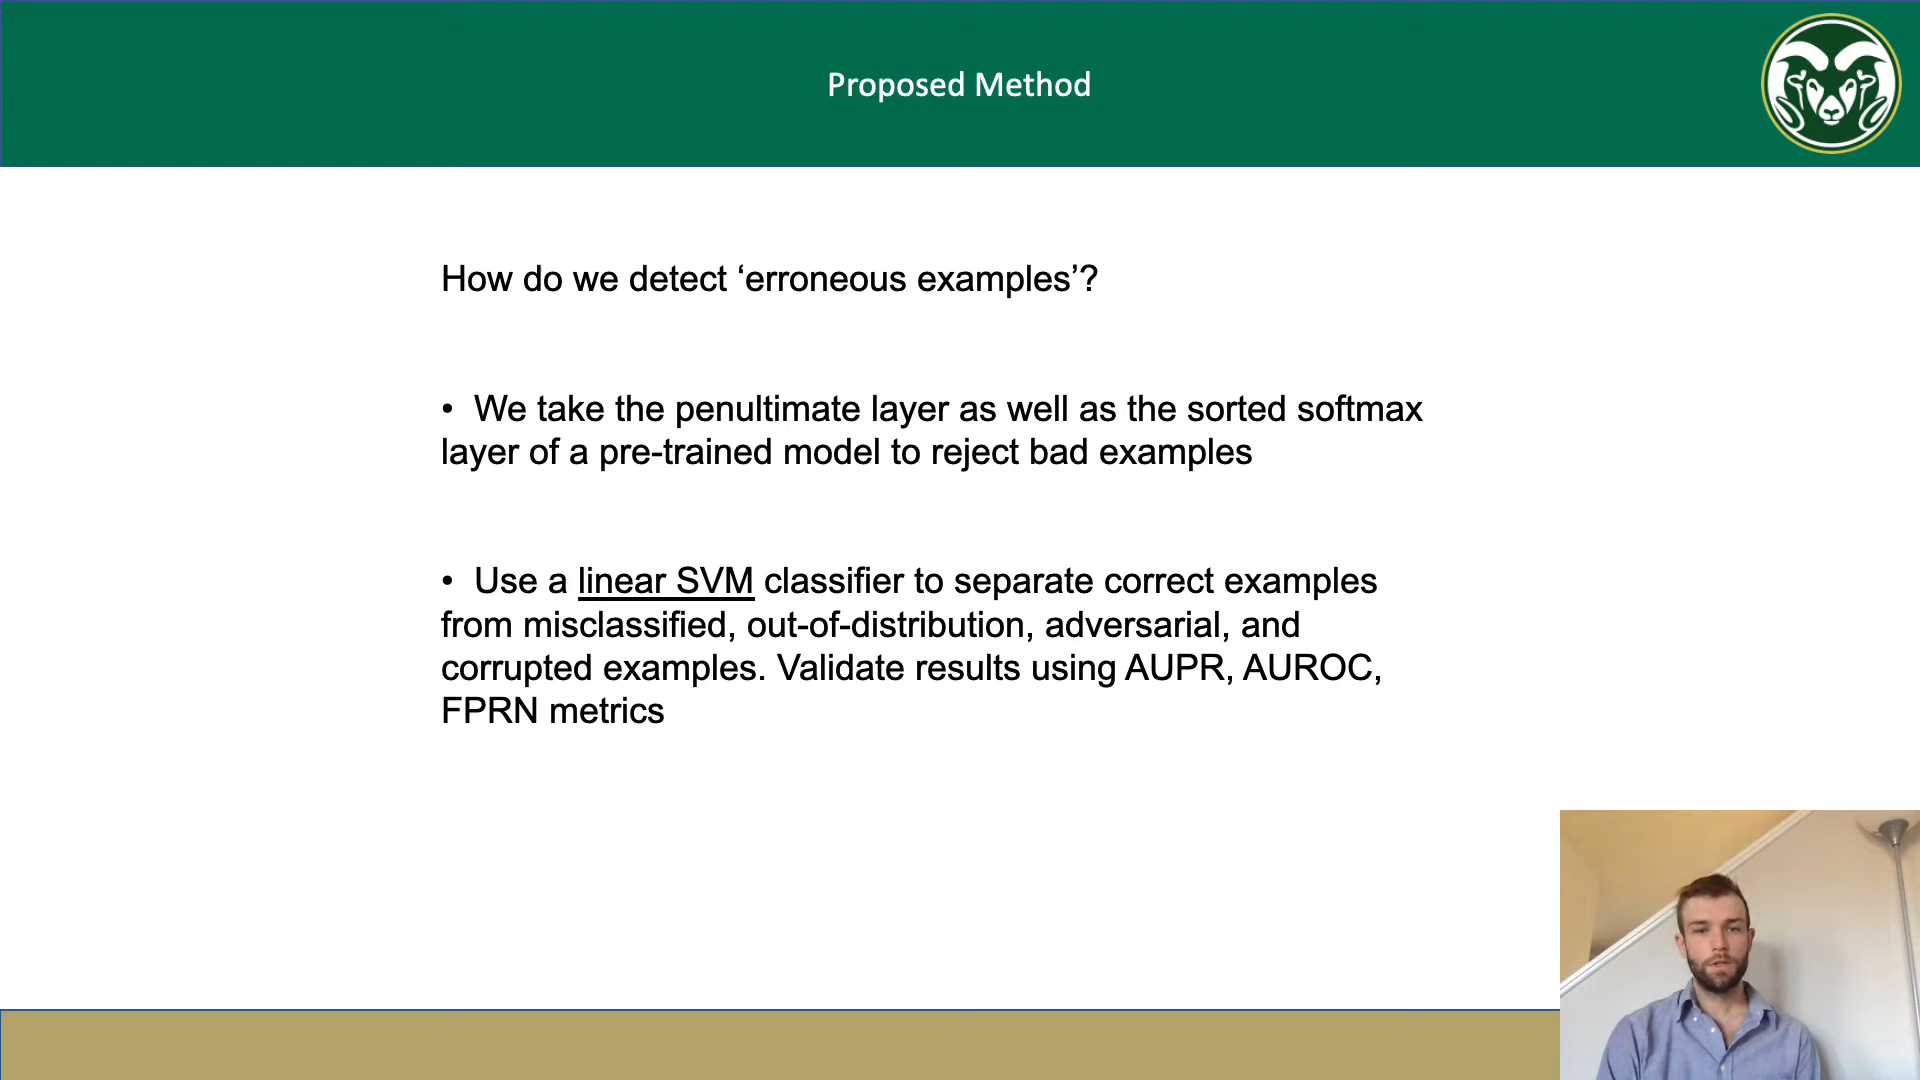 Proposed Method
How do we detect ‘erroneous examples’?
• We take the penultimate layer as well as the sorted softmax
layer of a pre-trained model to reject bad examples
• Use a linear SVM classifier to separate correct examples
from misclassified, out-of-distribution, adversarial, and
corrupted examples. Validate results using AUPR, AUROC,
FPRN metrics